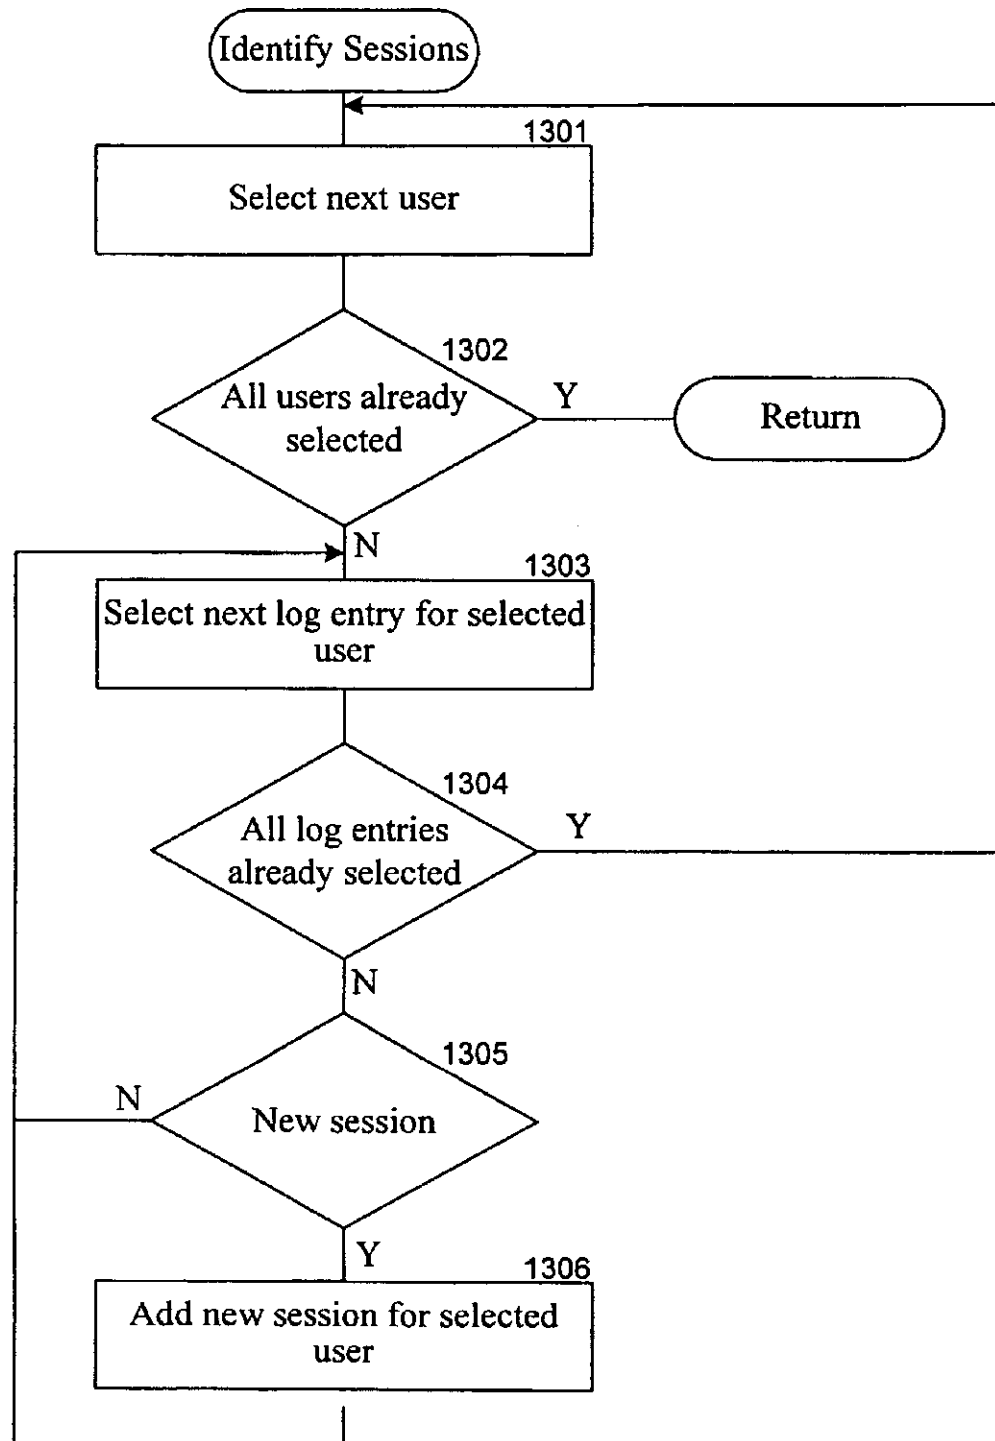 Identify Sessions
1301
Select next user
1302
All users already
selected
Y
Return
N
1303
Select next log entry for selected
user
1304
All log entries
already selected
Y
N
1305
New session
N
Y
1306
Add new session for selected
user